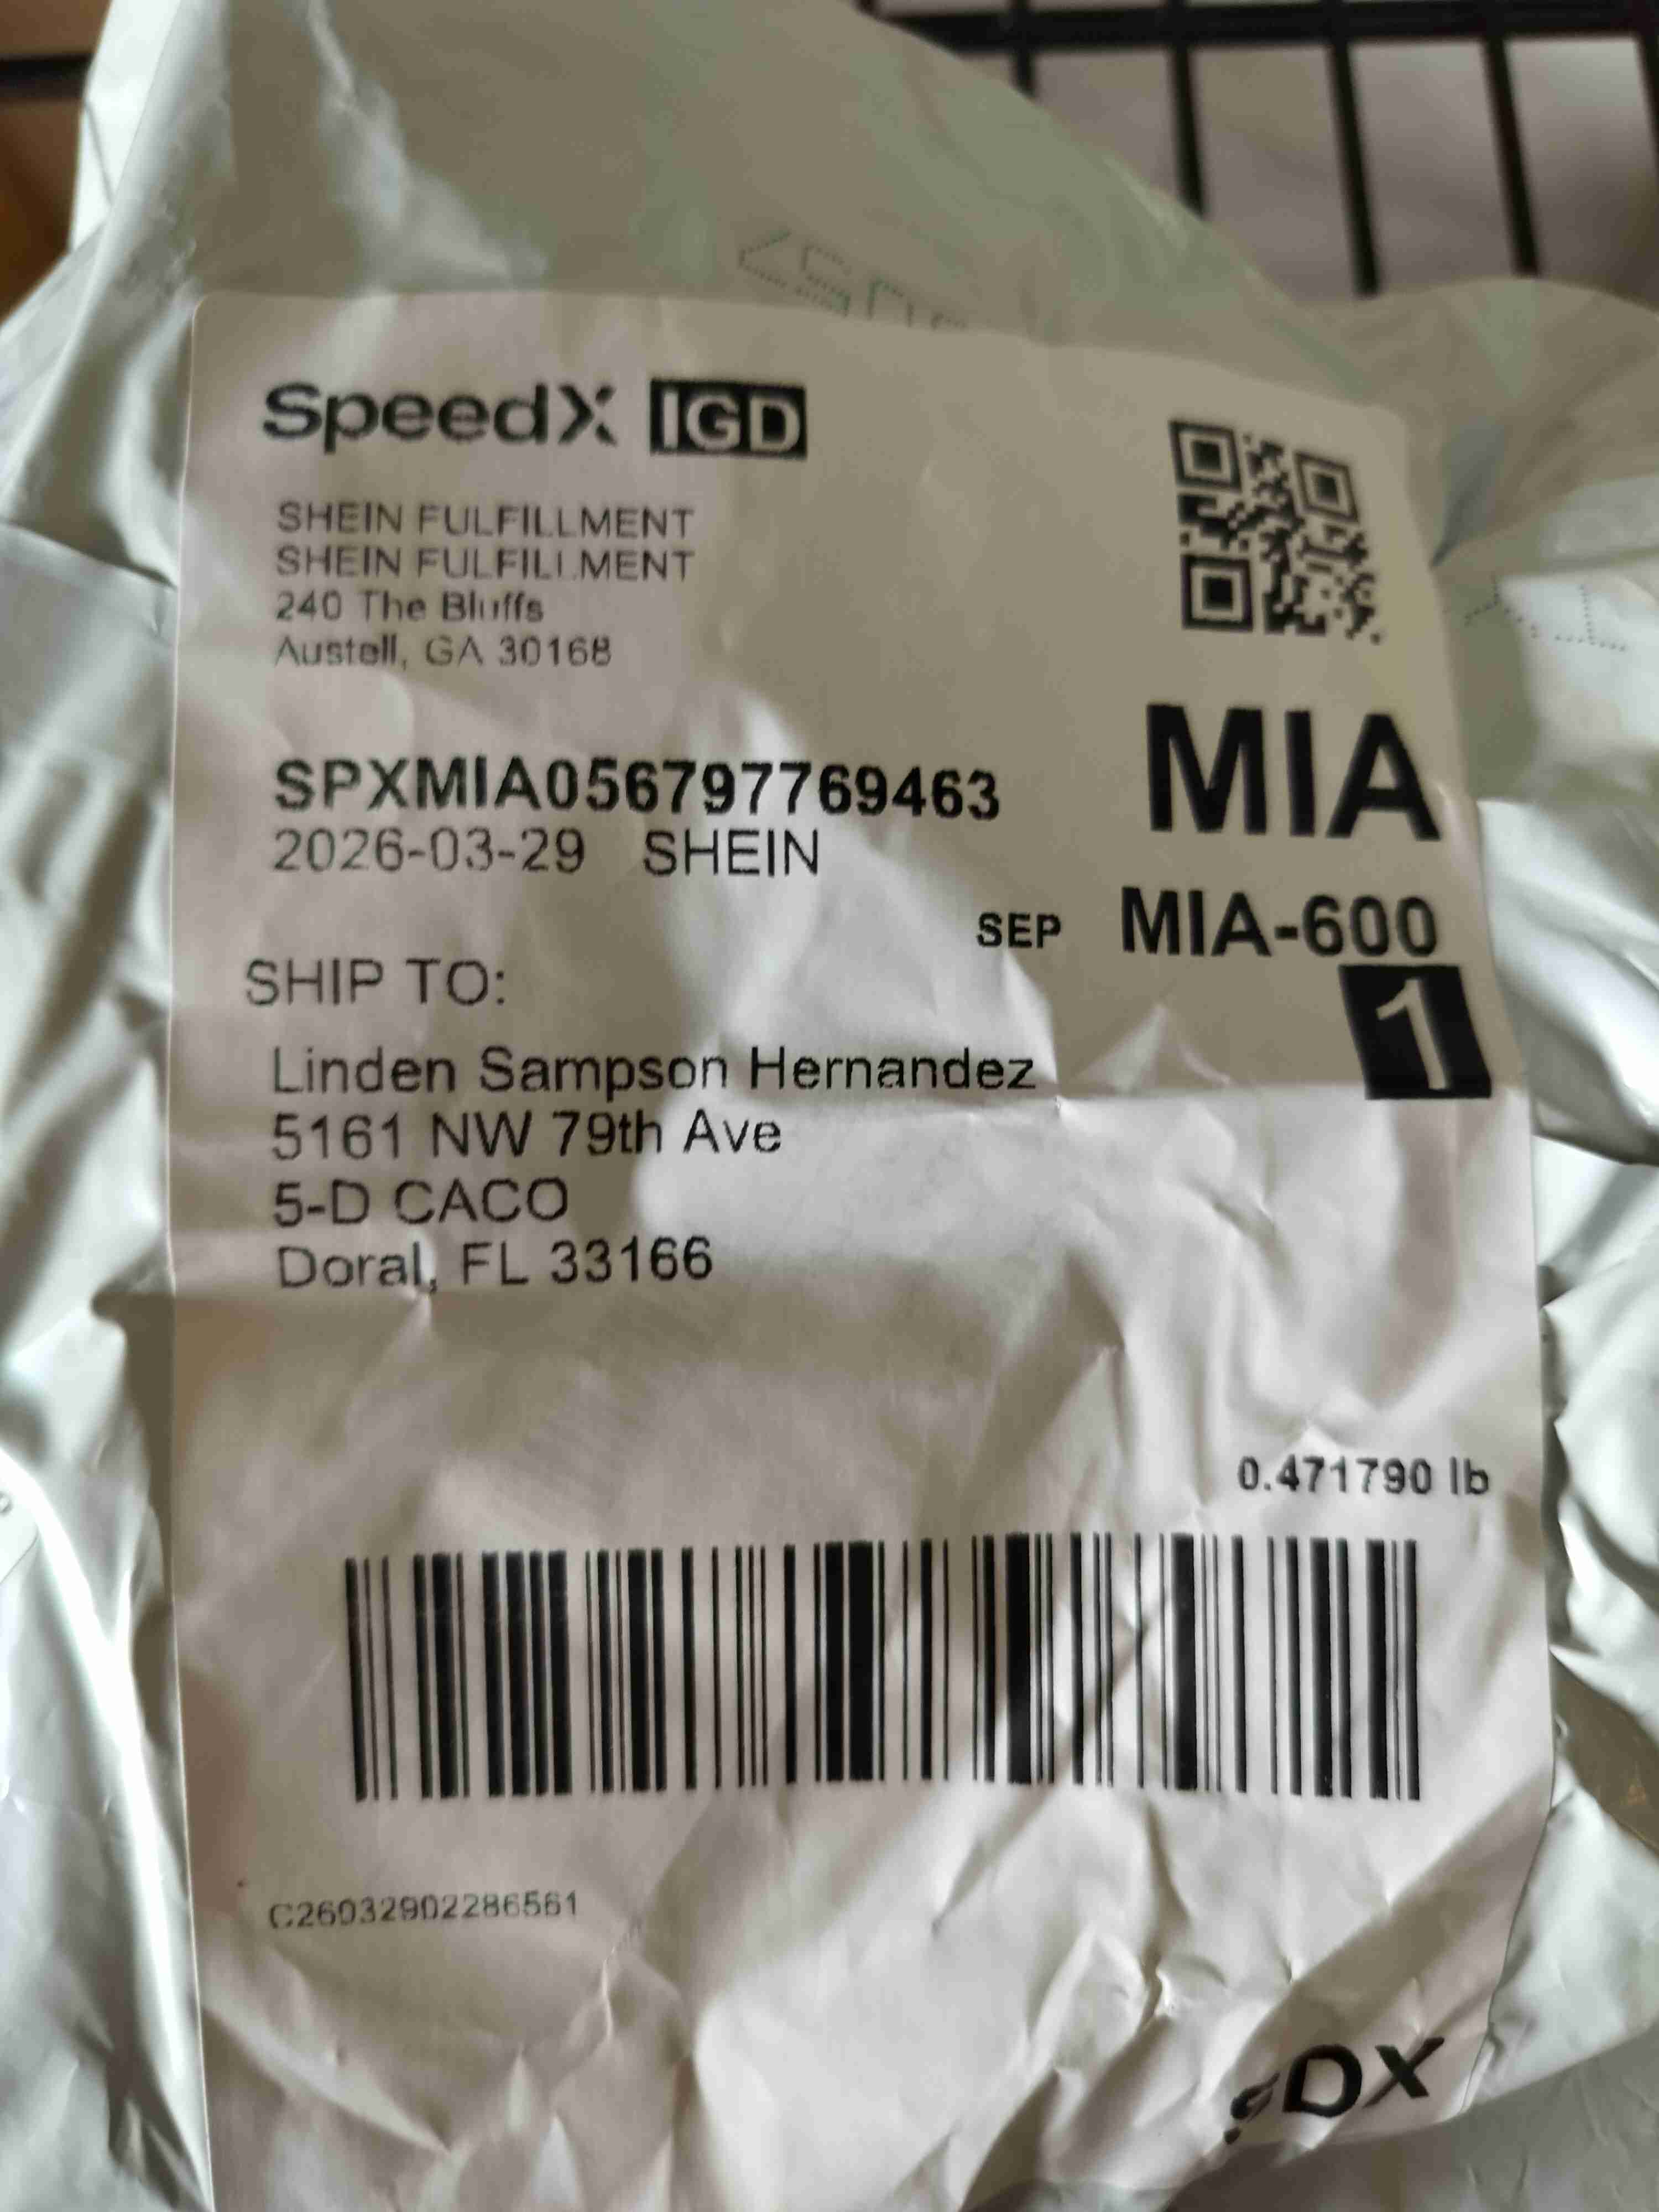 SpeedX IGD
SHEIN FULFILLMENT
SHEIN FULFILLMENT
240 The Bluffs
Austell, GA 30168
MIA
SPXMIA056797769463
2026-03-29 SHEIN
SEP MIA-600
1
SHIP TO:
Linden Sampson Hernandez
5161 NW 79th Ave
5-D CACO
Doral, FL 33166
0.471790 lb
C26032902286561
DX